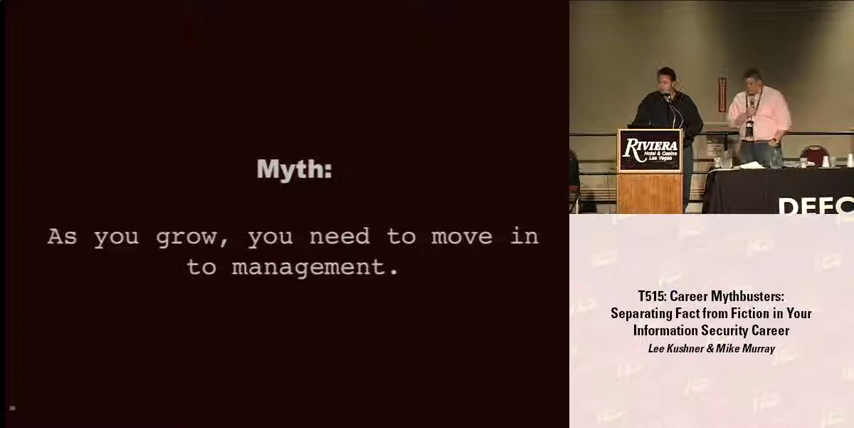 Myth:
As you grow, you need to move in
to management.
30
RIVIERA
Hotel & Casino
Las Vegas
DEFC
T515: Career Mythbusters:
Separating Fact from Fiction in Your
Information Security Career
Lee Kushner & Mike Murray